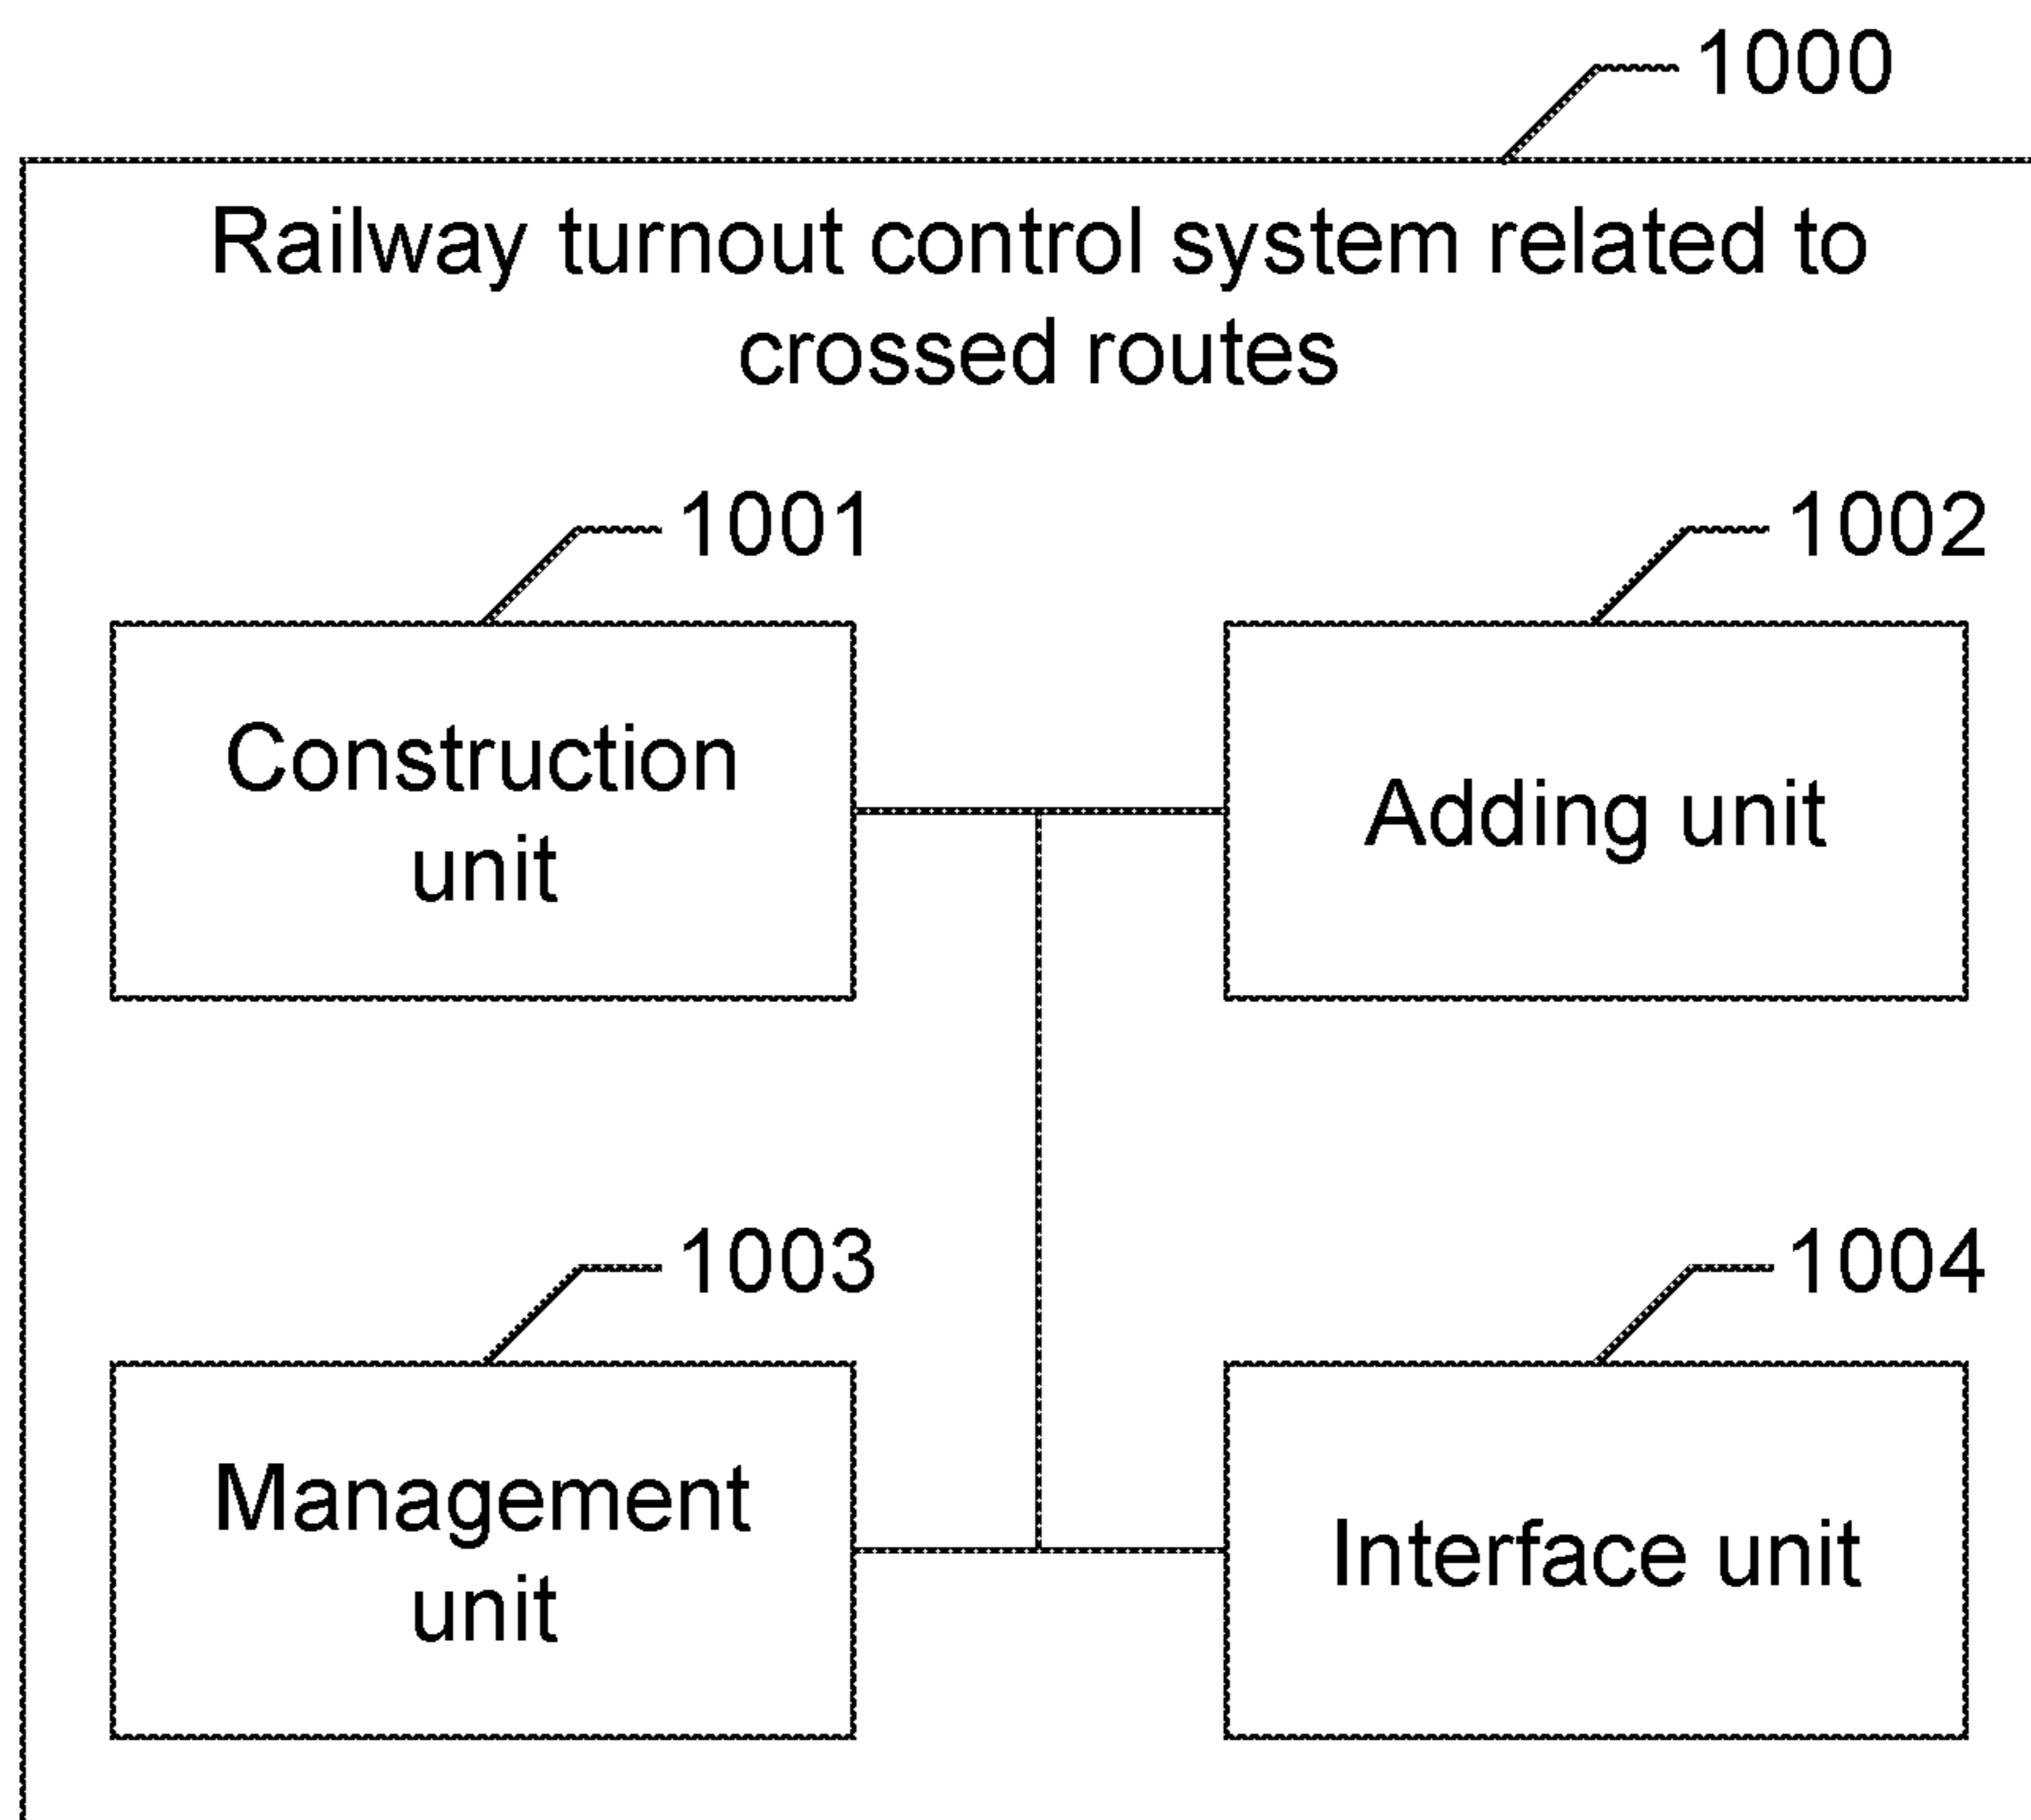 1000
Railway turnout control system related to
crossed routes
1001
1002
Construction
unit
Adding unit
1003
1004
Management
unit
Interface unit